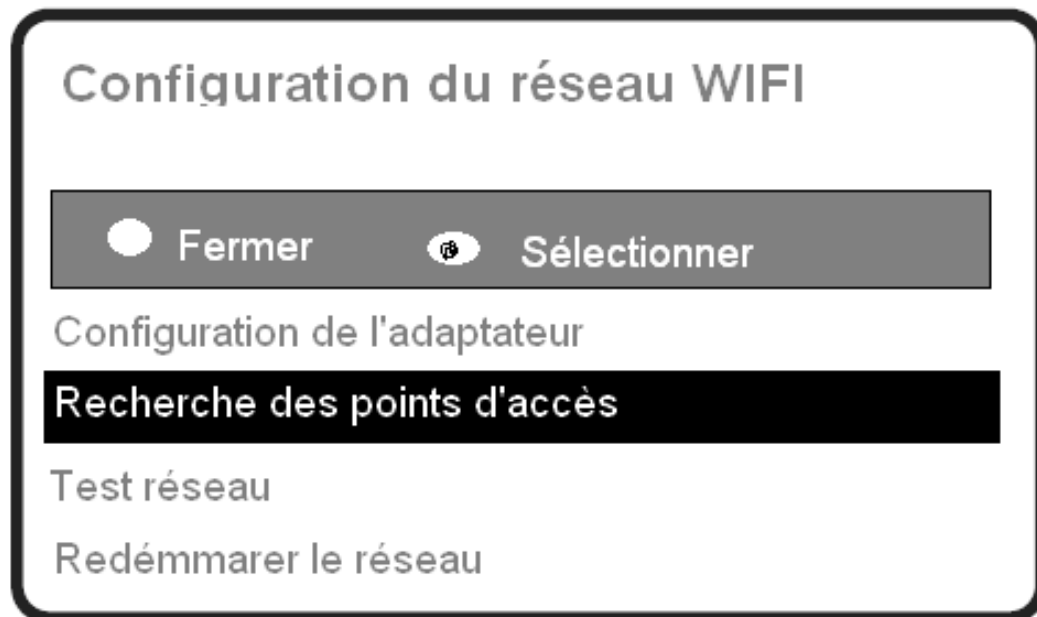 Configuration du réseau WIFI
Fermer Sélectionner
Configuration de l'adaptateur
Recherche des points d'accès
Test réseau
Redémmarer le réseau